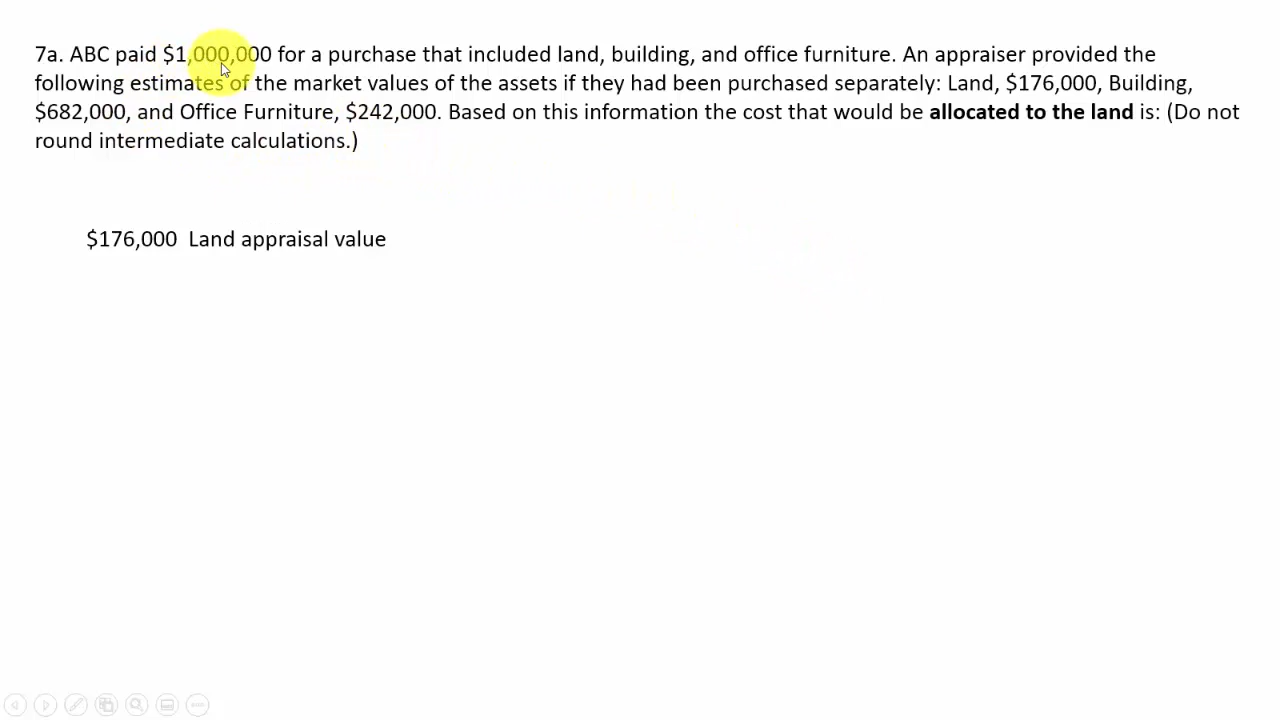 7a. ABC paid $1,000,000 for a purchase that included land, building, and office furniture. An appraiser provided the
following estimates of the market values of the assets if they had been purchased separately: Land, $176,000, Building,
$682,000, and Office Furniture, $242,000. Based on this information the cost that would be allocated to the land is: (Do not
round intermediate calculations.)
$176,000 Land appraisal value